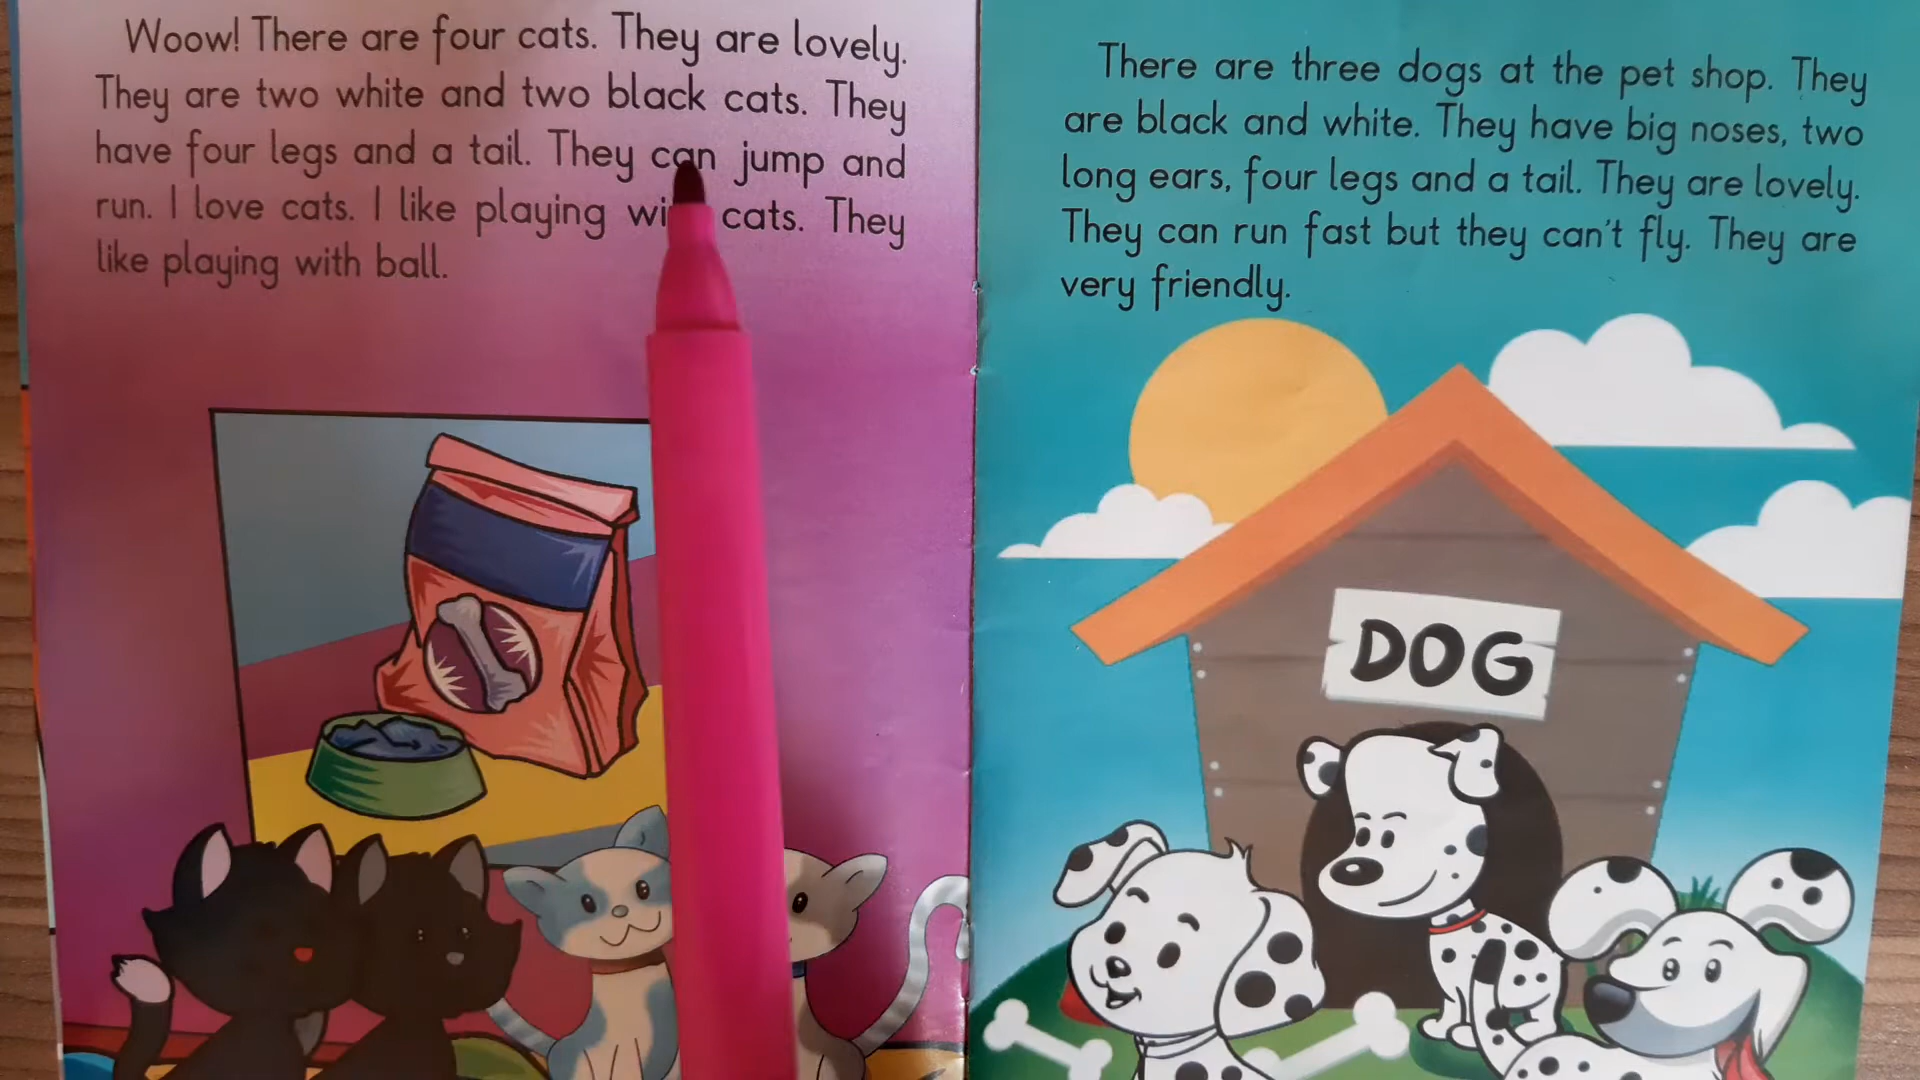 Woow! There are four cats. They are lovely.
They are two white and two black cats. They
have four legs and a tail. They can jump and
run. I love cats. I like playing wi cats. They
like playing with ball.
There are three dogs at the pet shop. They
are black and white. They have big noses, two
long ears, four legs and a tail. They are lovely.
They can run fast but they can't fly. They are
very friendly.
DOG